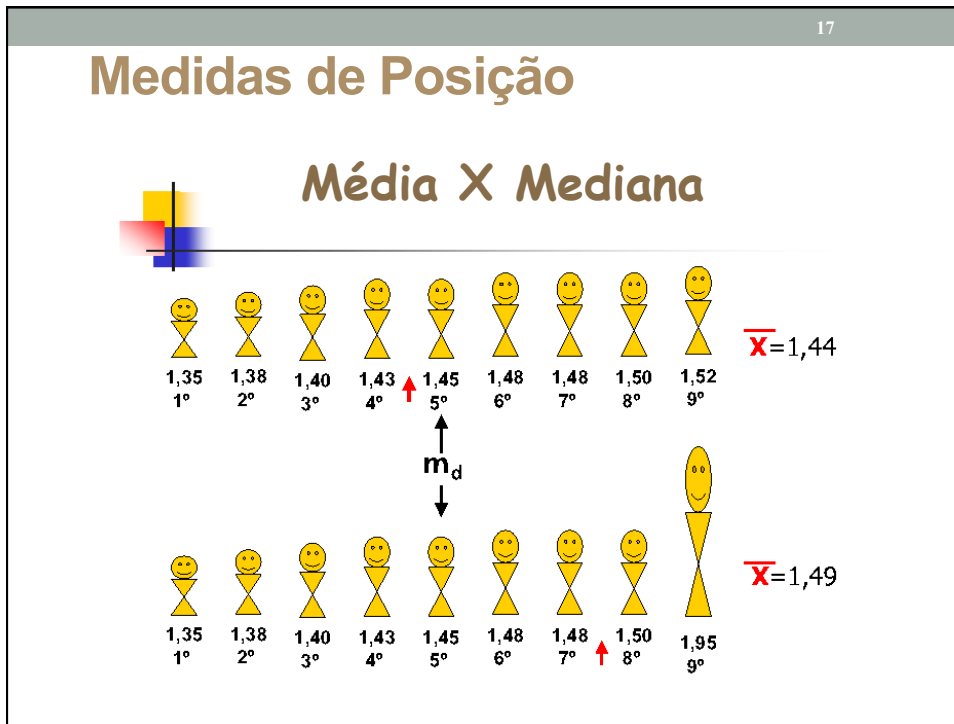 17
Medidas de Posição
Média X Mediana
1,35 1,38 1,40 1,43 1,45 1,48 1,48 1,50 1,52
1º 2º 3º 4º 5º 6º 7º 8º 9º
X=1,44
md
1,35 1,38 1,40 1,43 1,45 1,48 1,48 1,50 1,95
1º 2º 3º 4º 5º 6º 7º 8º 9º
X=1,49